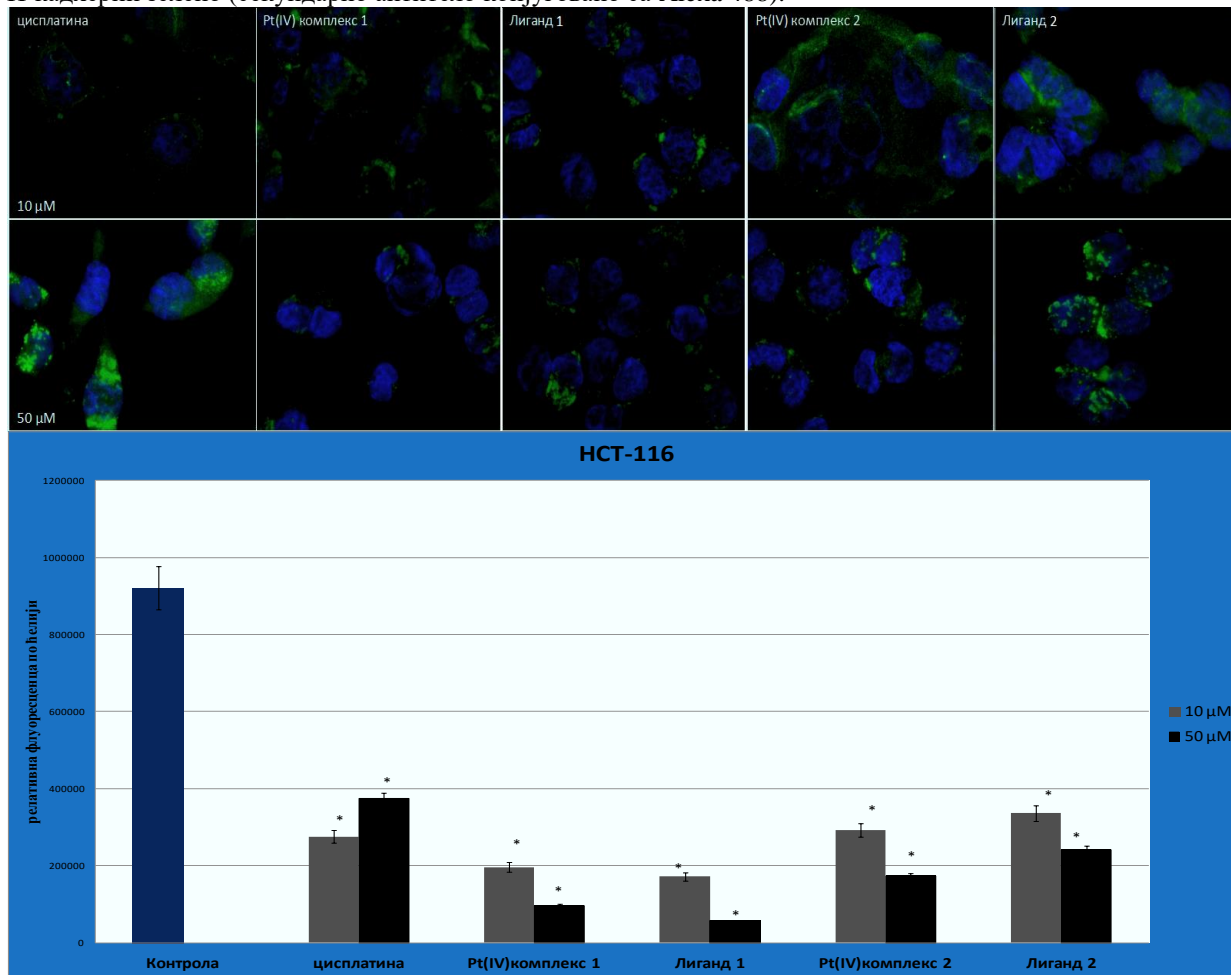 цисплатина Pt(IV) комплекс 1 Лиганд 1 Pt(IV) комплекс 2 Лиганд 2
10 µM
50 µM
HCT-116
1200000
1000000
800000
600000
400000
200000
0
релативна флуоресценца по ћелији
* * * * * * * * * *
10 µM
50 µM
Контрола цисплатина Pt(IV)комплекс 1 Лиганд 1 Pt(IV)комплекс 2 Лиганд 2